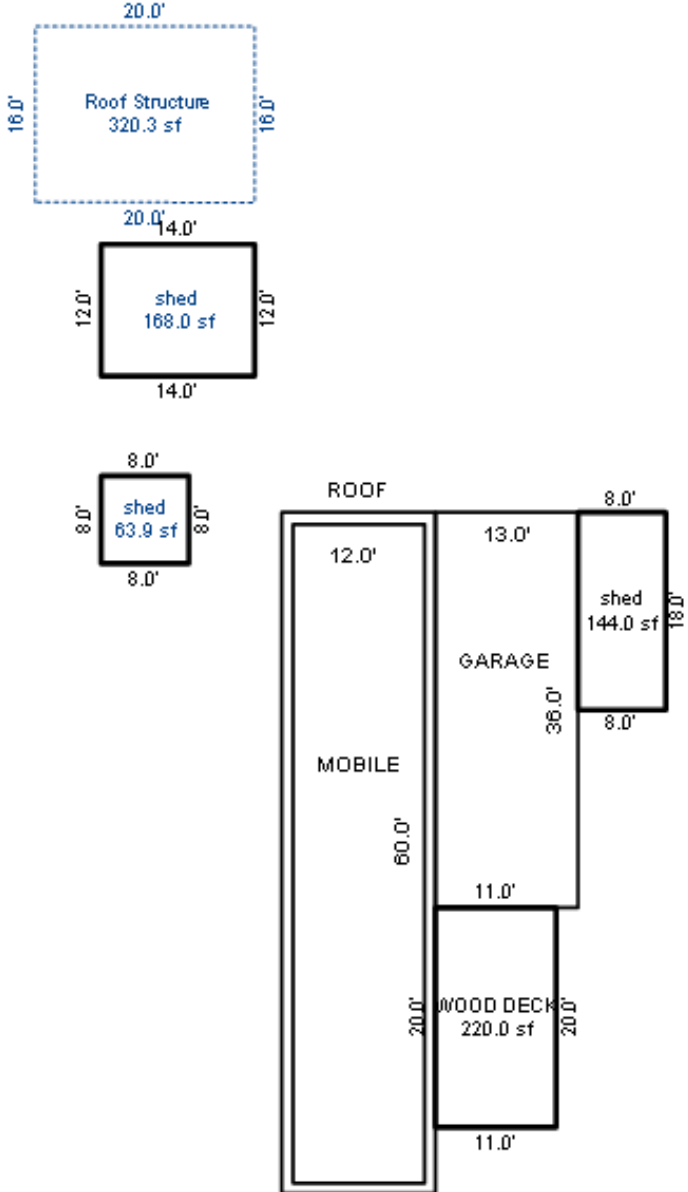 20.0'
16.0'
Roof Structure
320.3 sf
16.0'
20.0'
14.0'
12.0'
shed
168.0 sf
12.0'
14.0'
8.0'
8.0'
shed
63.9 sf
8.0'
8.0'
ROOF
12.0'
13.0'
8.0'
shed
144.0 sf
18.0'
8.0'
GARAGE
36.0'
MOBILE
60.0'
11.0'
20.0'
WOOD DECK
220.0 sf
20.0'
11.0'